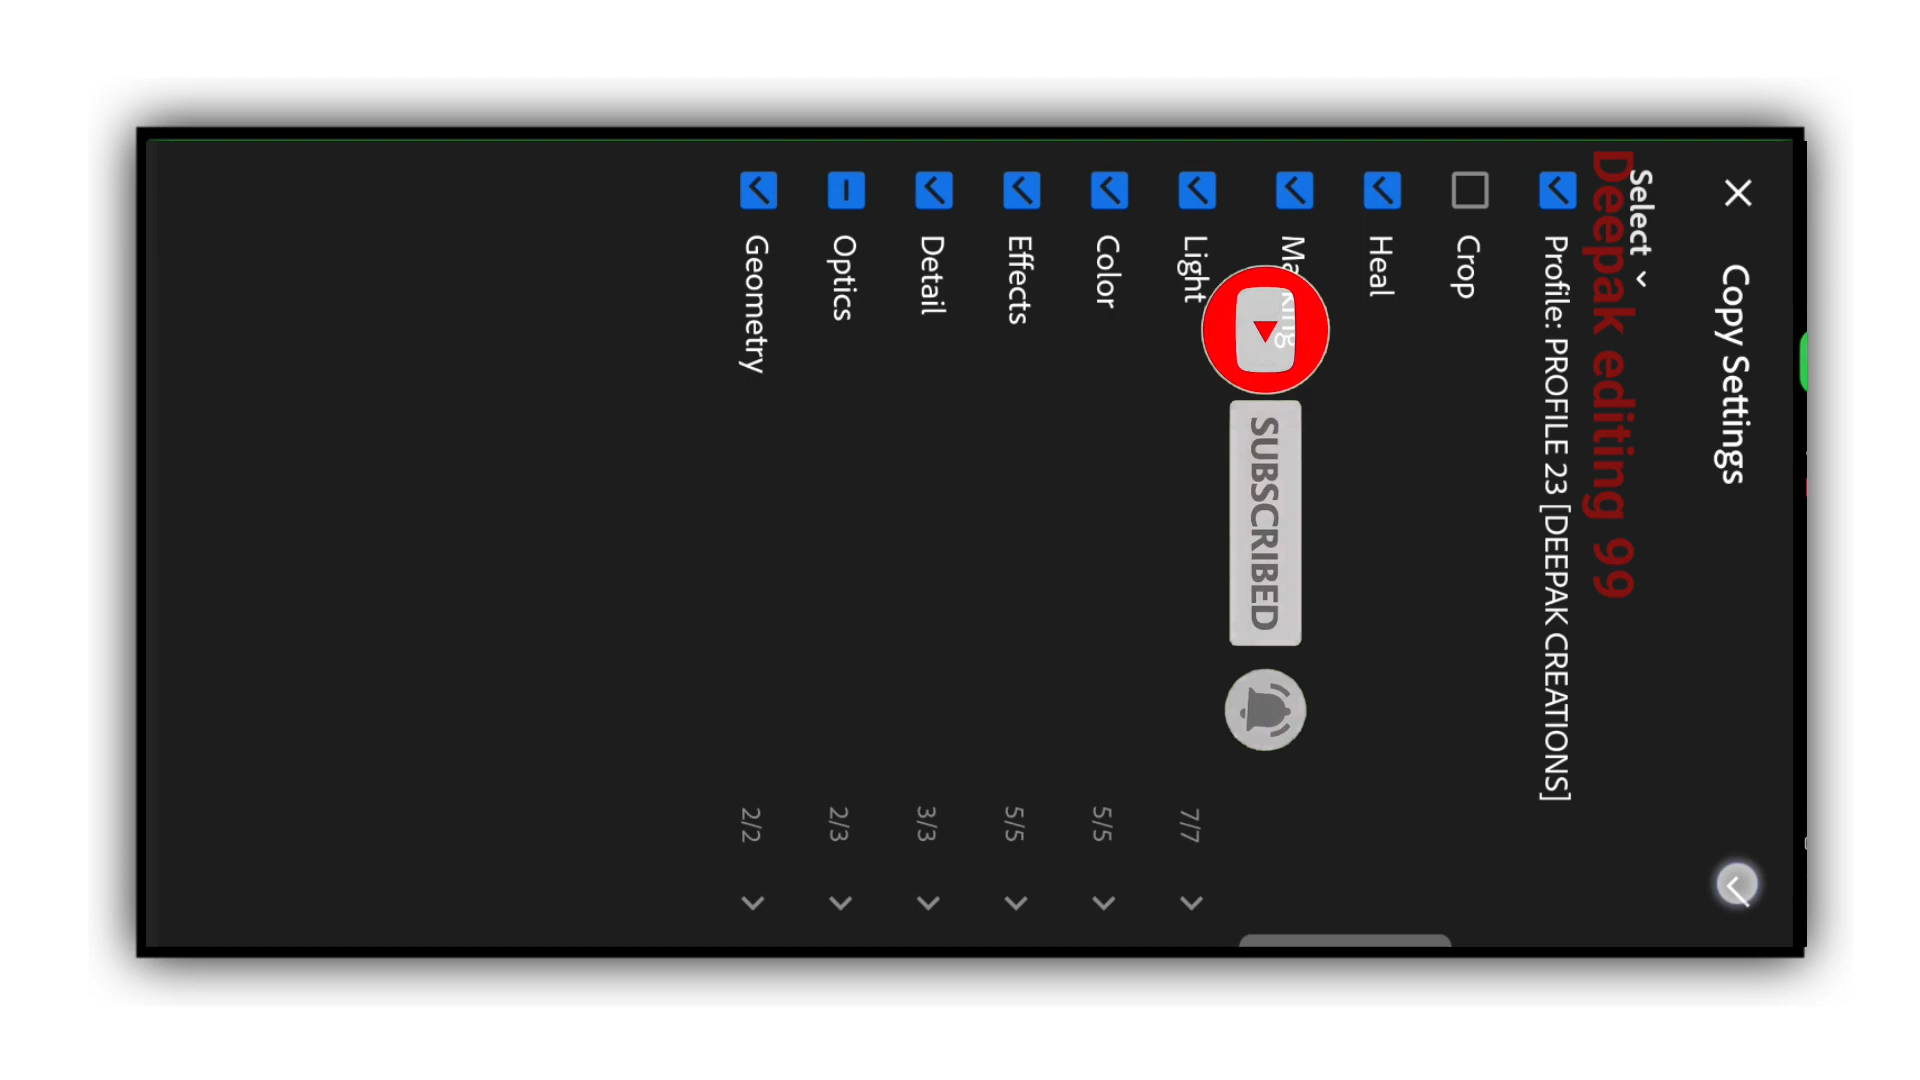 Copy Settings
Select
Deepak editing 99
Profile: PROFILE 23 [DEEPAK CREATIONS]
Crop
Heal
Masking
SUBSCRIBED
Light 7/7
Color 5/5
Effects 5/5
Detail 3/3
Optics 2/3
Geometry 2/2